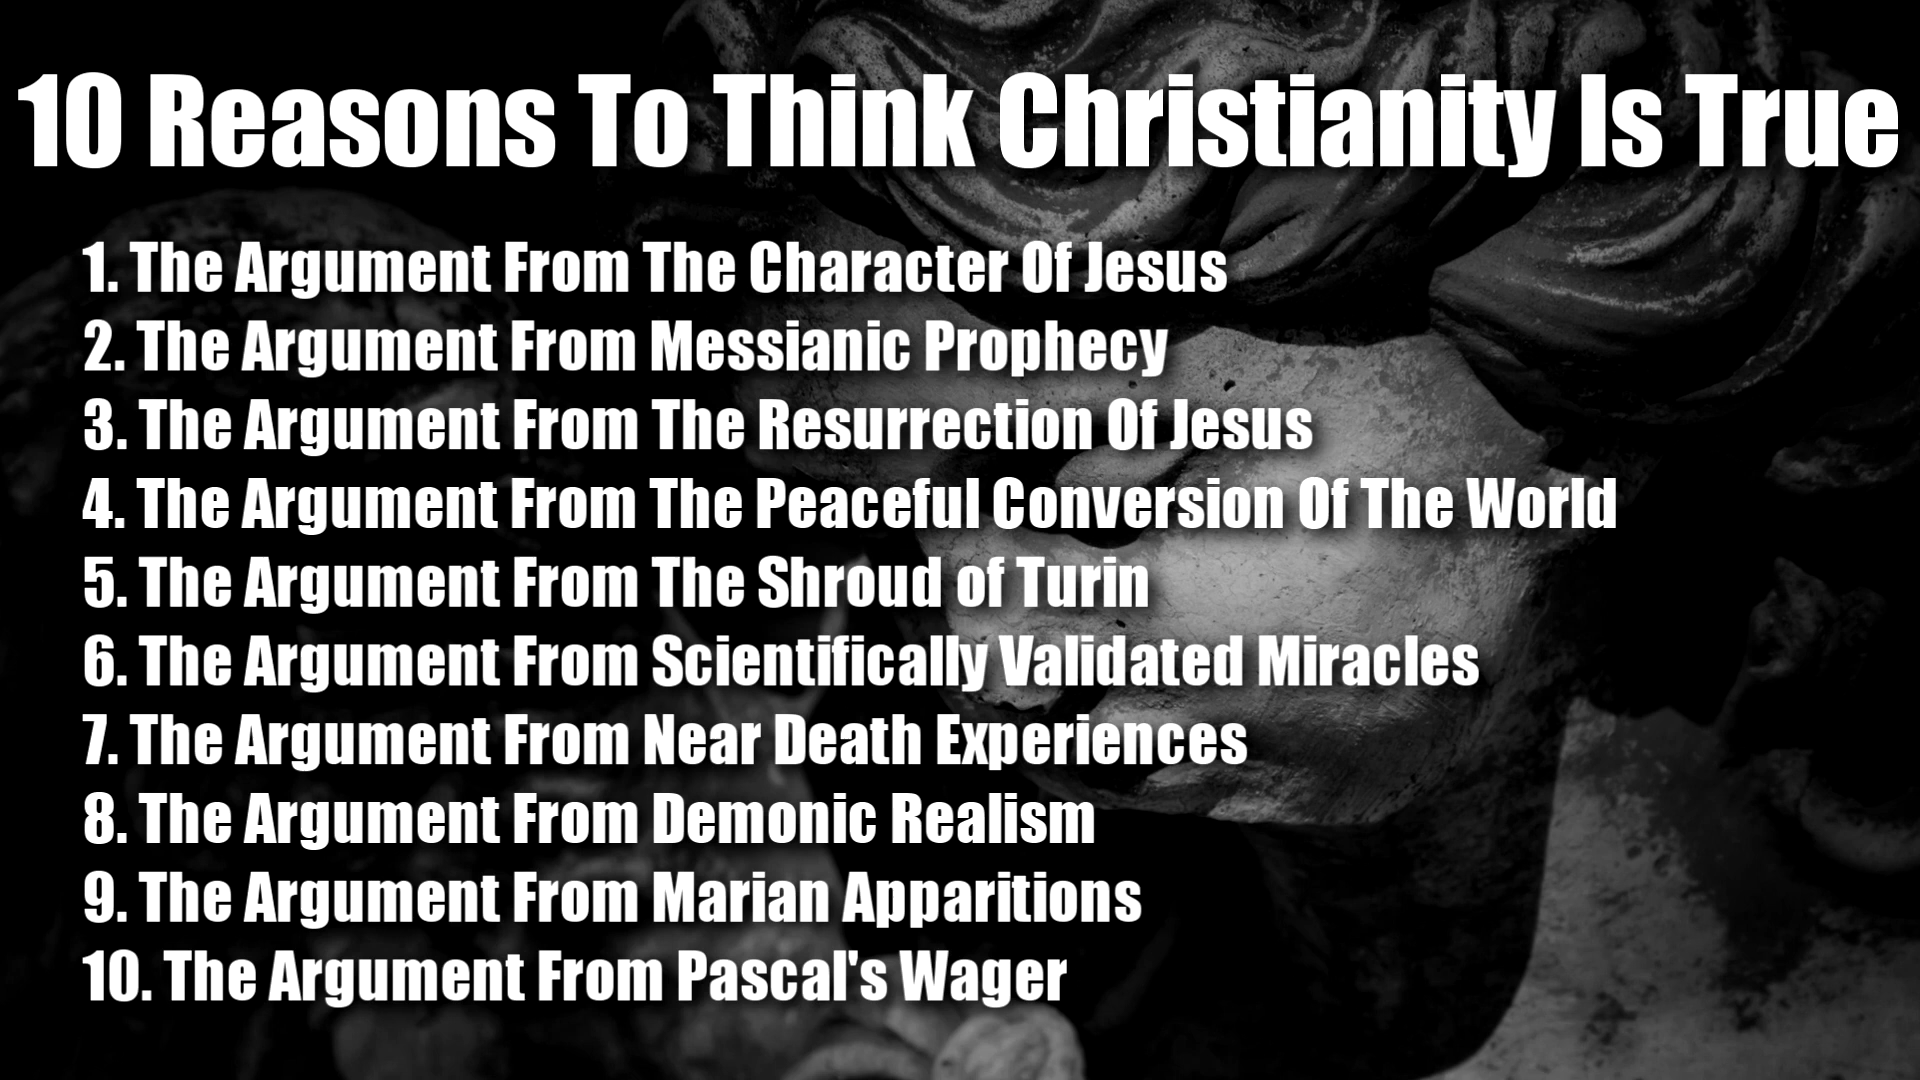 10 Reasons To Think Christianity Is True
1. The Argument From The Character Of Jesus
2. The Argument From Messianic Prophecy
3. The Argument From The Resurrection Of Jesus
4. The Argument From The Peaceful Conversion Of The World
5. The Argument From The Shroud of Turin
6. The Argument From Scientifically Validated Miracles
7. The Argument From Near Death Experiences
8. The Argument From Demonic Realism
9. The Argument From Marian Apparitions
10. The Argument From Pascal's Wager